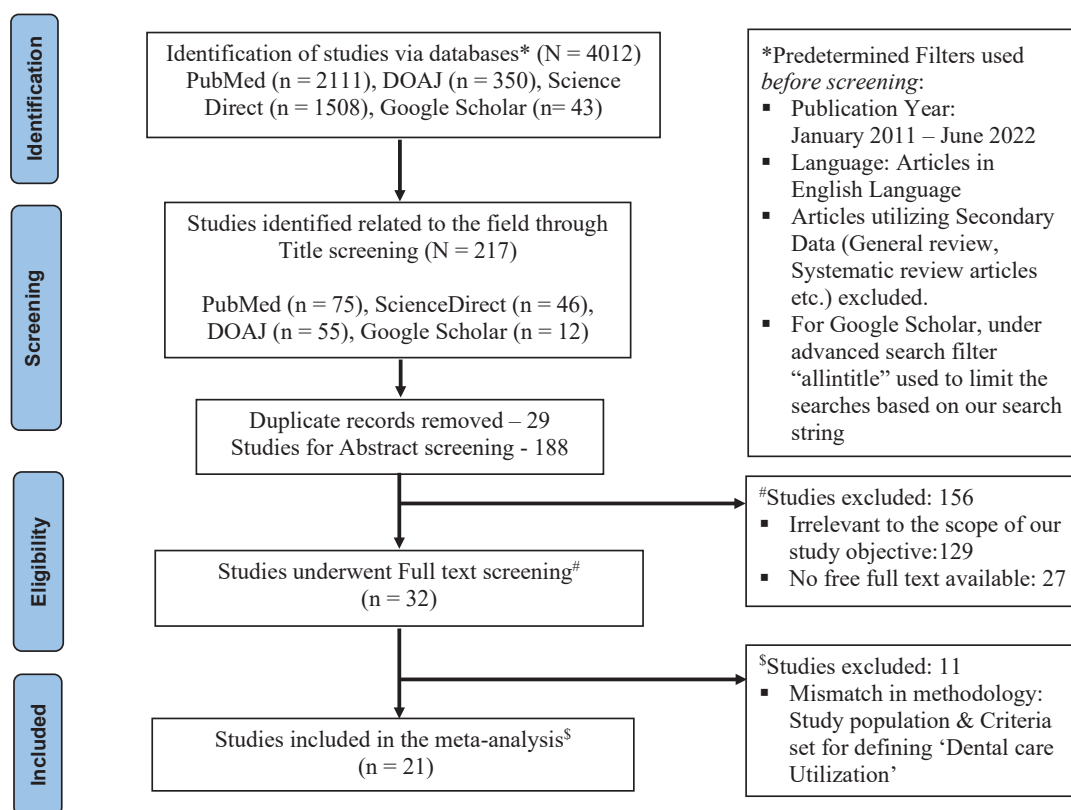 Identification
Identification of studies via databases* (N = 4012)
PubMed (n = 2111), DOAJ (n = 350), Science
Direct (n = 1508), Google Scholar (n= 43)
*Predetermined Filters used
before screening:
▪ Publication Year:
January 2011 – June 2022
▪ Language: Articles in
English Language
▪ Articles utilizing Secondary
Data (General review,
Systematic review articles
etc.) excluded.
▪ For Google Scholar, under
advanced search filter
“allintitle” used to limit the
searches based on our search
string
Screening
Studies identified related to the field through
Title screening (N = 217)
PubMed (n = 75), ScienceDirect (n = 46),
DOAJ (n = 55), Google Scholar (n = 12)
Duplicate records removed – 29
Studies for Abstract screening - 188
Eligibility
#Studies excluded: 156
▪ Irrelevant to the scope of our
study objective:129
▪ No free full text available: 27
Studies underwent Full text screening#
(n = 32)
Included
$Studies excluded: 11
▪ Mismatch in methodology:
Study population & Criteria
set for defining ‘Dental care
Utilization’
Studies included in the meta-analysis$
(n = 21)